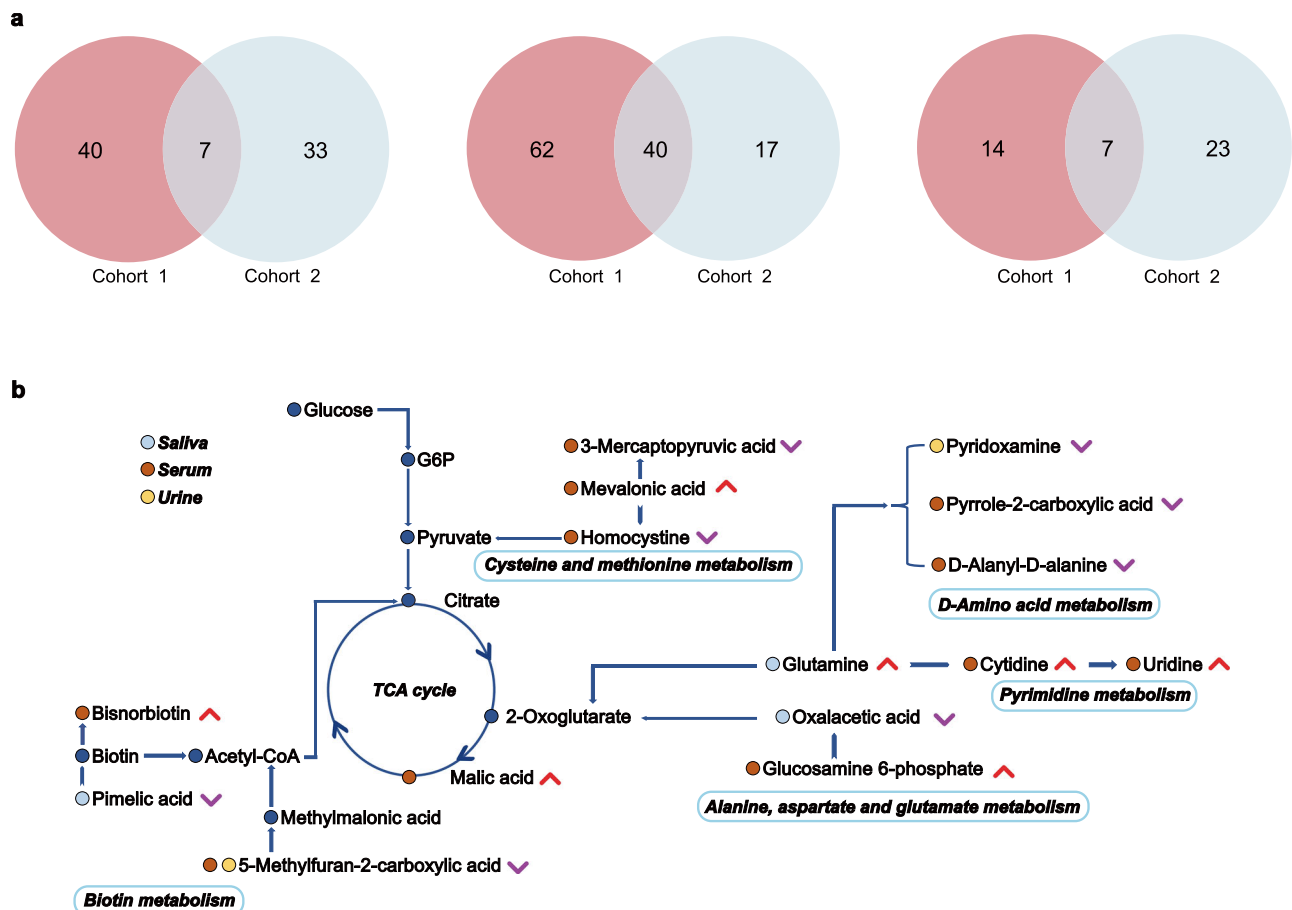 a
40 7 33
Cohort 1 Cohort 2
62 40 17
Cohort 1 Cohort 2
14 7 23
Cohort 1 Cohort 2
b
Saliva
Serum
Urine
Glucose
G6P
Pyruvate
Citrate
TCA cycle
2-Oxoglutarate
Malic acid
3-Mercaptopyruvic acid
Mevalonic acid
Homocystine
Cysteine and methionine metabolism
Pyridoxamine
Pyrrole-2-carboxylic acid
D-Alanyl-D-alanine
D-Amino acid metabolism
Glutamine
Cytidine
Uridine
Pyrimidine metabolism
Oxalacetic acid
Glucosamine 6-phosphate
Alanine, aspartate and glutamate metabolism
Bisnorbiotin
Biotin
Acetyl-CoA
Pimelic acid
Methylmalonic acid
5-Methylfuran-2-carboxylic acid
Biotin metabolism